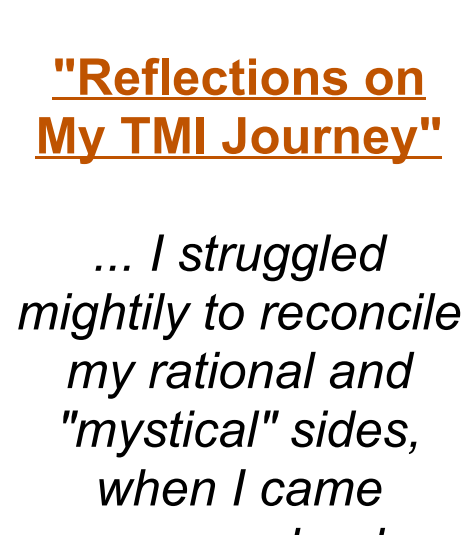 "Reflections on
My TMI Journey"
... I struggled
mightily to reconcile
my rational and
"mystical" sides,
when I came